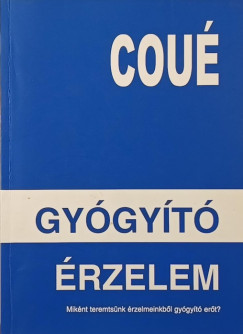 COUÉ
GYÓGYÍTÓ
ÉRZELEM
Miként teremtsünk érzelmeinkből gyógyító erőt?